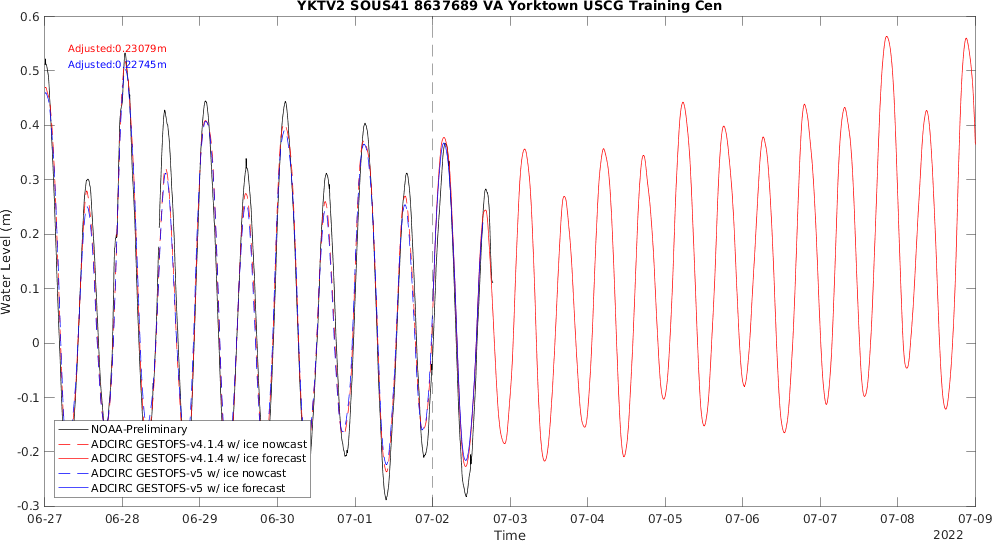 YKTV2 SOUS41 8637689 VA Yorktown USCG Training Cen
Adjusted:0.23079m
Adjusted:0.22745m
Water Level (m)
0.6
0.5
0.4
0.3
0.2
0.1
0
-0.1
-0.2
-0.3
NOAA-Preliminary
ADCIRC GESTOFS-v4.1.4 w/ ice nowcast
ADCIRC GESTOFS-v4.1.4 w/ ice forecast
ADCIRC GESTOFS-v5 w/ ice nowcast
ADCIRC GESTOFS-v5 w/ ice forecast
06-27 06-28 06-29 06-30 07-01 07-02 07-03 07-04 07-05 07-06 07-07 07-08 07-09
Time
2022